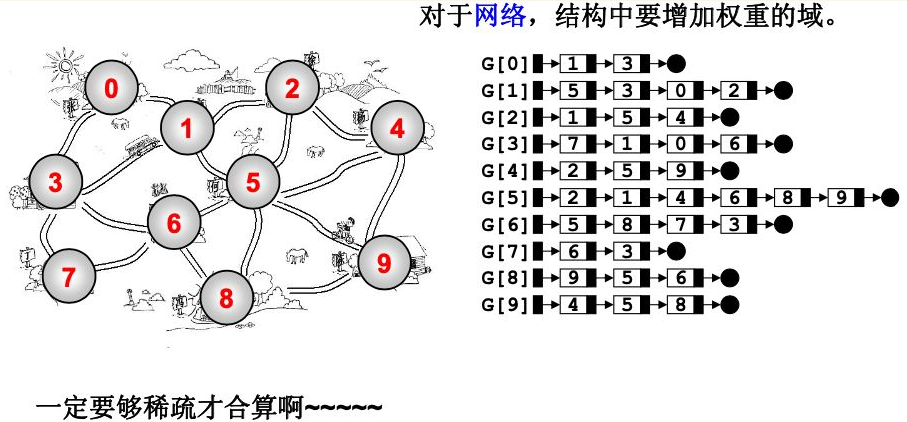 对于网络，结构中要增加权重的域。
G[0] 1 3
G[1] 5 3 0 2
G[2] 1 5 4
G[3] 7 1 0 6
G[4] 2 5 9
G[5] 2 1 4 6 8 9
G[6] 5 8 7 3
G[7] 6 3
G[8] 9 5 6
G[9] 4 5 8
0
2
1
4
3
5
6
7
9
8
一定要够稀疏才合算啊~~~~~